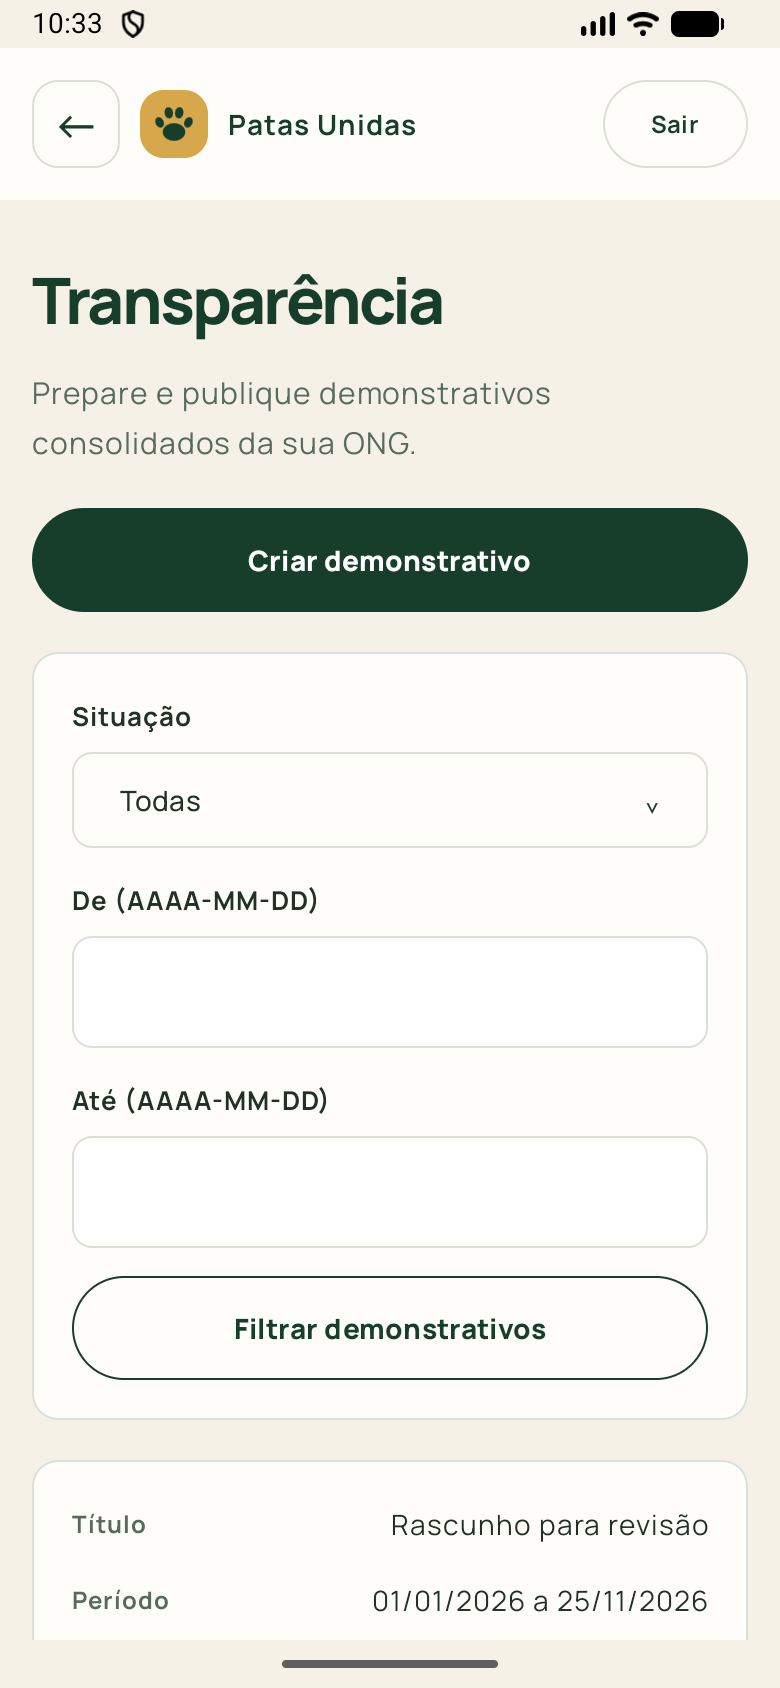 10:33
Patas Unidas
Sair
Transparência
Prepare e publique demonstrativos
consolidados da sua ONG.
Criar demonstrativo
Situação
Todas
De (AAAA-MM-DD)
Até (AAAA-MM-DD)
Filtrar demonstrativos
Título
Rascunho para revisão
Período
01/01/2026 a 25/11/2026